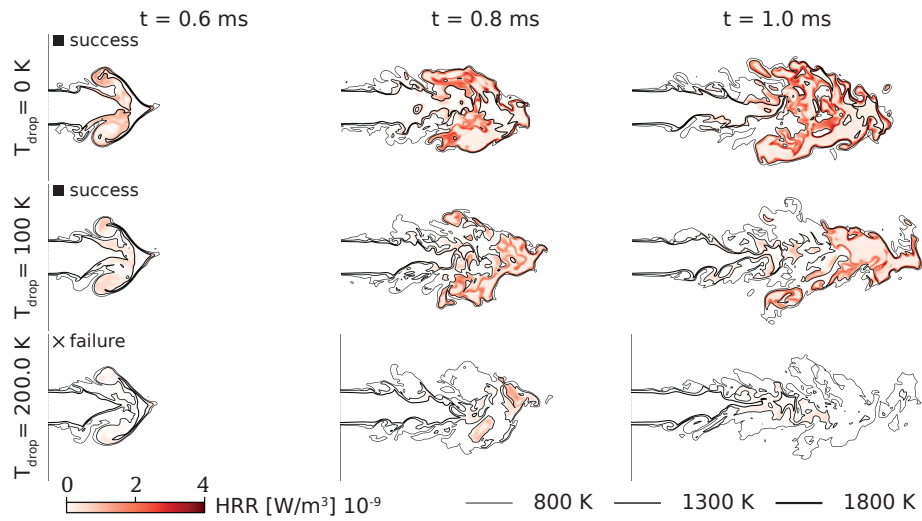 t = 0.6 ms
t = 0.8 ms
t = 1.0 ms
T_drop = 0 K
■ success
T_drop = 100 K
■ success
T_drop = 200.0 K
× failure
0 2 4
HRR [W/m³] 10⁻⁹
800 K
1300 K
1800 K